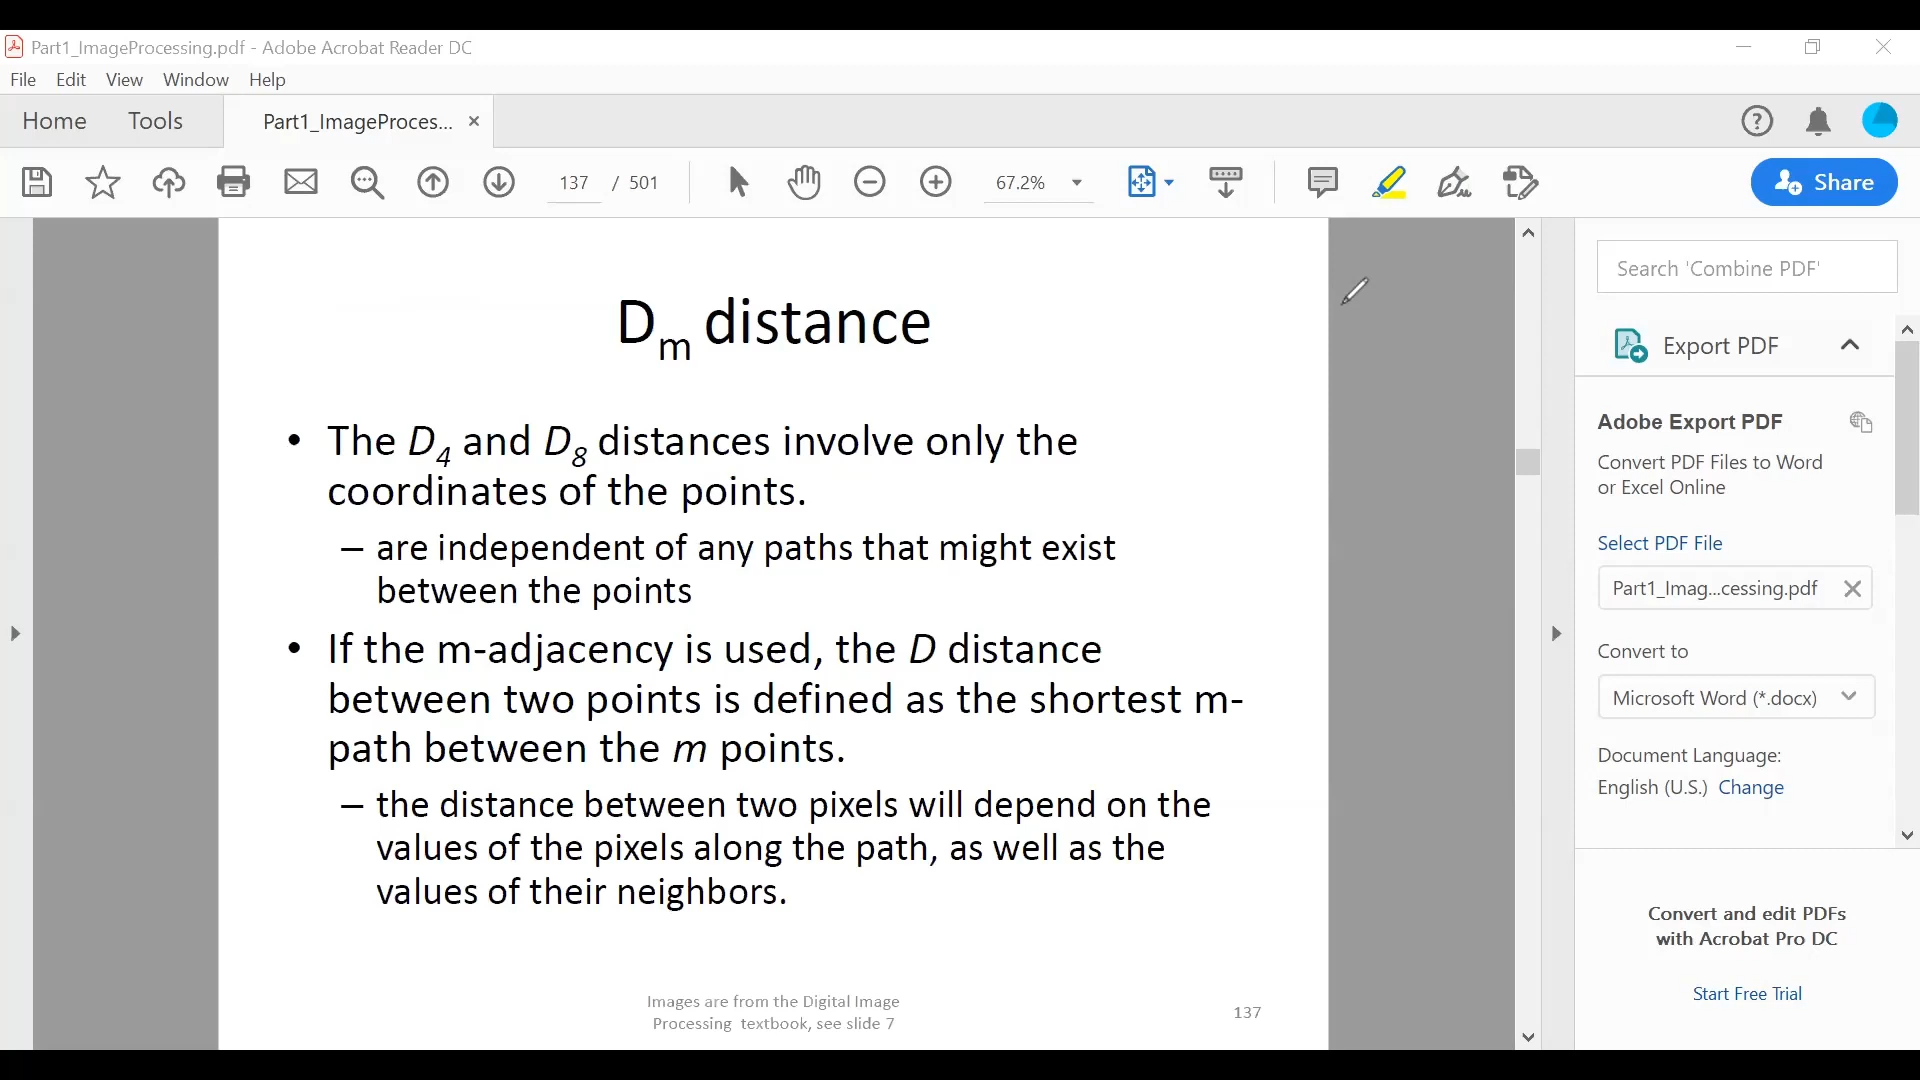 Part1_ImageProcessing.pdf - Adobe Acrobat Reader DC
File Edit View Window Help
Home Tools Part1_ImageProces...
137 / 501 67.2% Share
Search 'Combine PDF'
Export PDF
Adobe Export PDF
Convert PDF Files to Word
or Excel Online
Select PDF File
Part1_Imag...cessing.pdf
Convert to
Microsoft Word (*.docx)
Document Language:
English (U.S.) Change
Convert and edit PDFs
with Acrobat Pro DC
Start Free Trial
Dm distance
• The D4 and D8 distances involve only the
coordinates of the points.
– are independent of any paths that might exist
between the points
• If the m-adjacency is used, the D distance
between two points is defined as the shortest m-
path between the m points.
– the distance between two pixels will depend on the
values of the pixels along the path, as well as the
values of their neighbors.
Images are from the Digital Image
Processing textbook, see slide 7
137